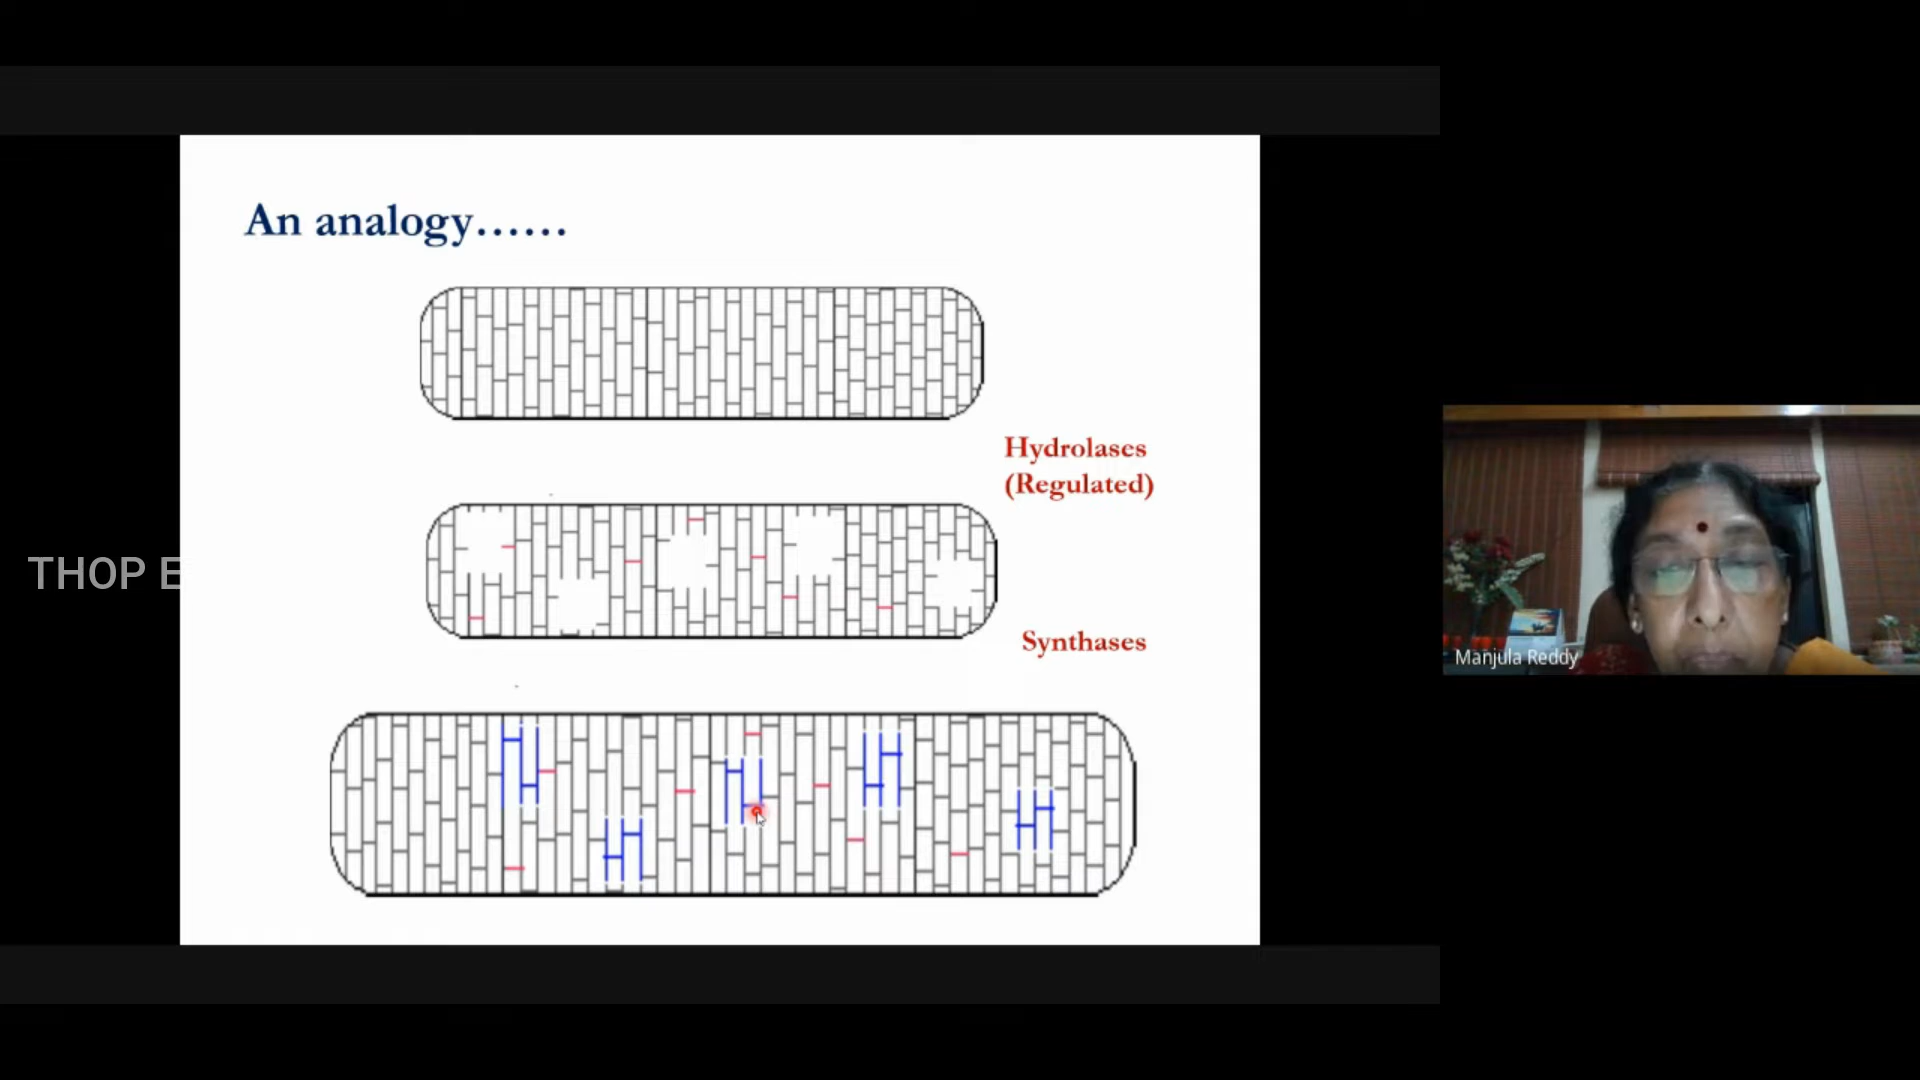 An analogy......
Hydrolases
(Regulated)
THOP E
Synthases
Manjula Reddy